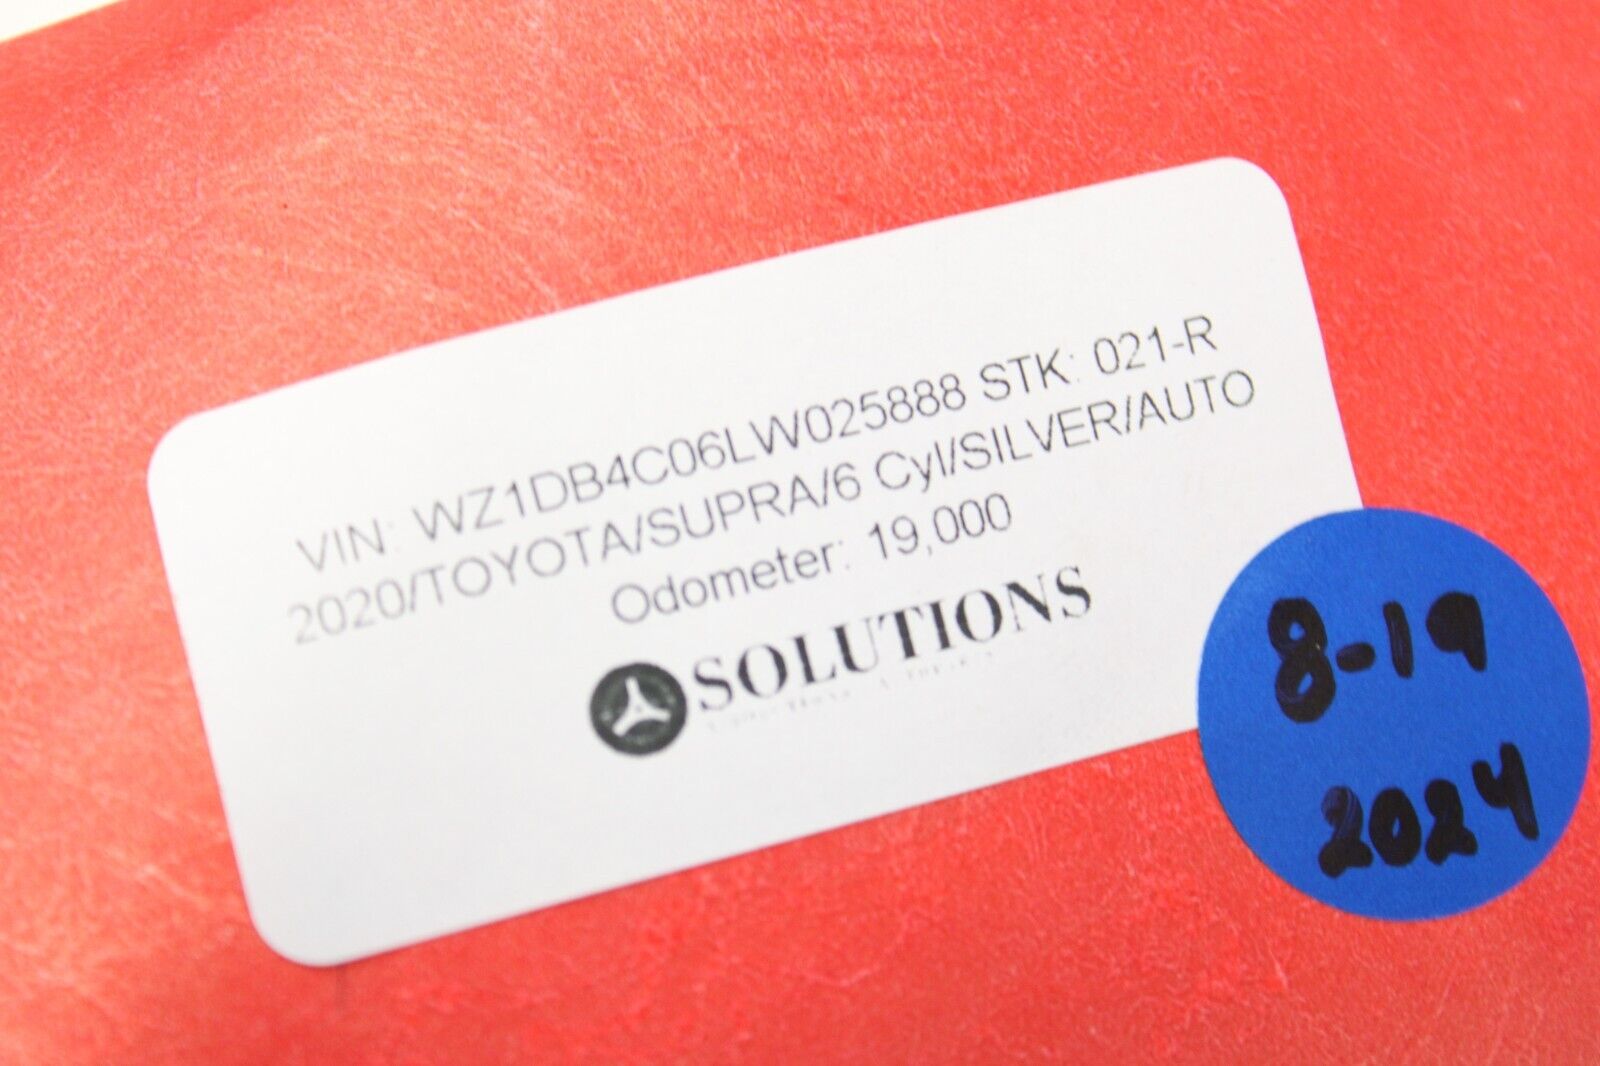 VIN: WZ1DB4C06LW025888 STK: 021-R
2020/TOYOTA/SUPRA/6 Cyl/SILVER/AUTO
Odometer: 19,000
SOLUTIONS
8-19
2024